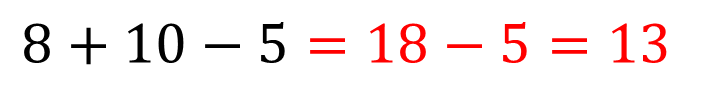 8 + 10 − 5 = 18 − 5 = 13